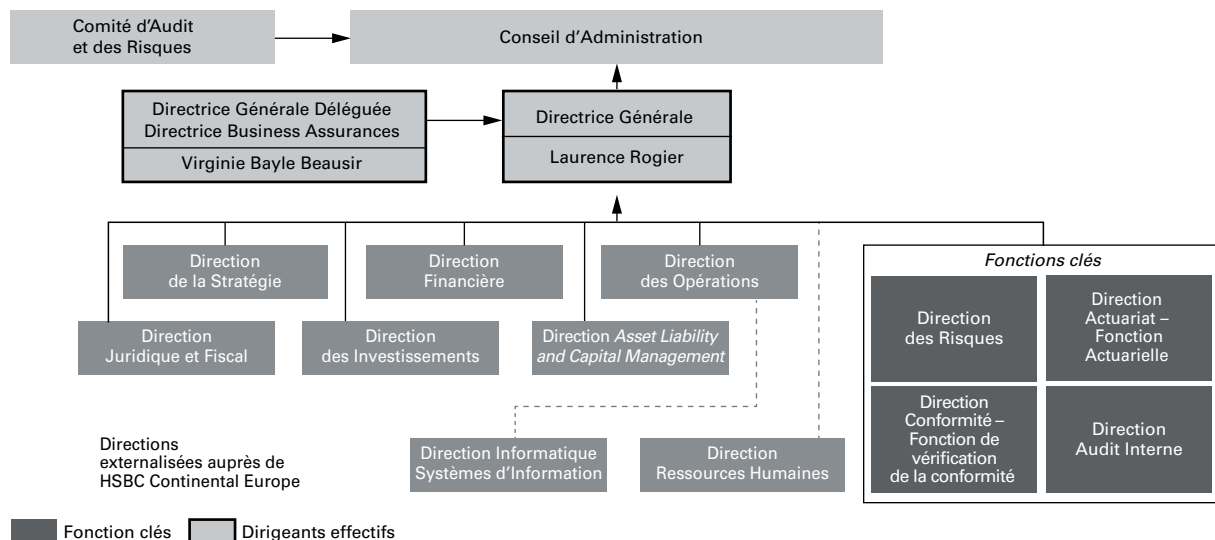 Comité d'Audit
et des Risques
Conseil d'Administration
Directrice Générale Déléguée
Directrice Business Assurances
Virginie Bayle Beausir
Directrice Générale
Laurence Rogier
Direction
de la Stratégie
Direction
Financière
Direction
des Opérations
Direction
Juridique et Fiscal
Direction
des Investissements
Direction Asset Liability
and Capital Management
Fonctions clés
Direction
des Risques
Direction
Actuariat –
Fonction
Actuarielle
Direction
Conformité –
Fonction de
vérification
de la conformité
Direction
Audit Interne
Directions
externalisées auprès de
HSBC Continental Europe
Direction Informatique
Systèmes d'Information
Direction
Ressources Humaines
Fonction clés
Dirigeants effectifs